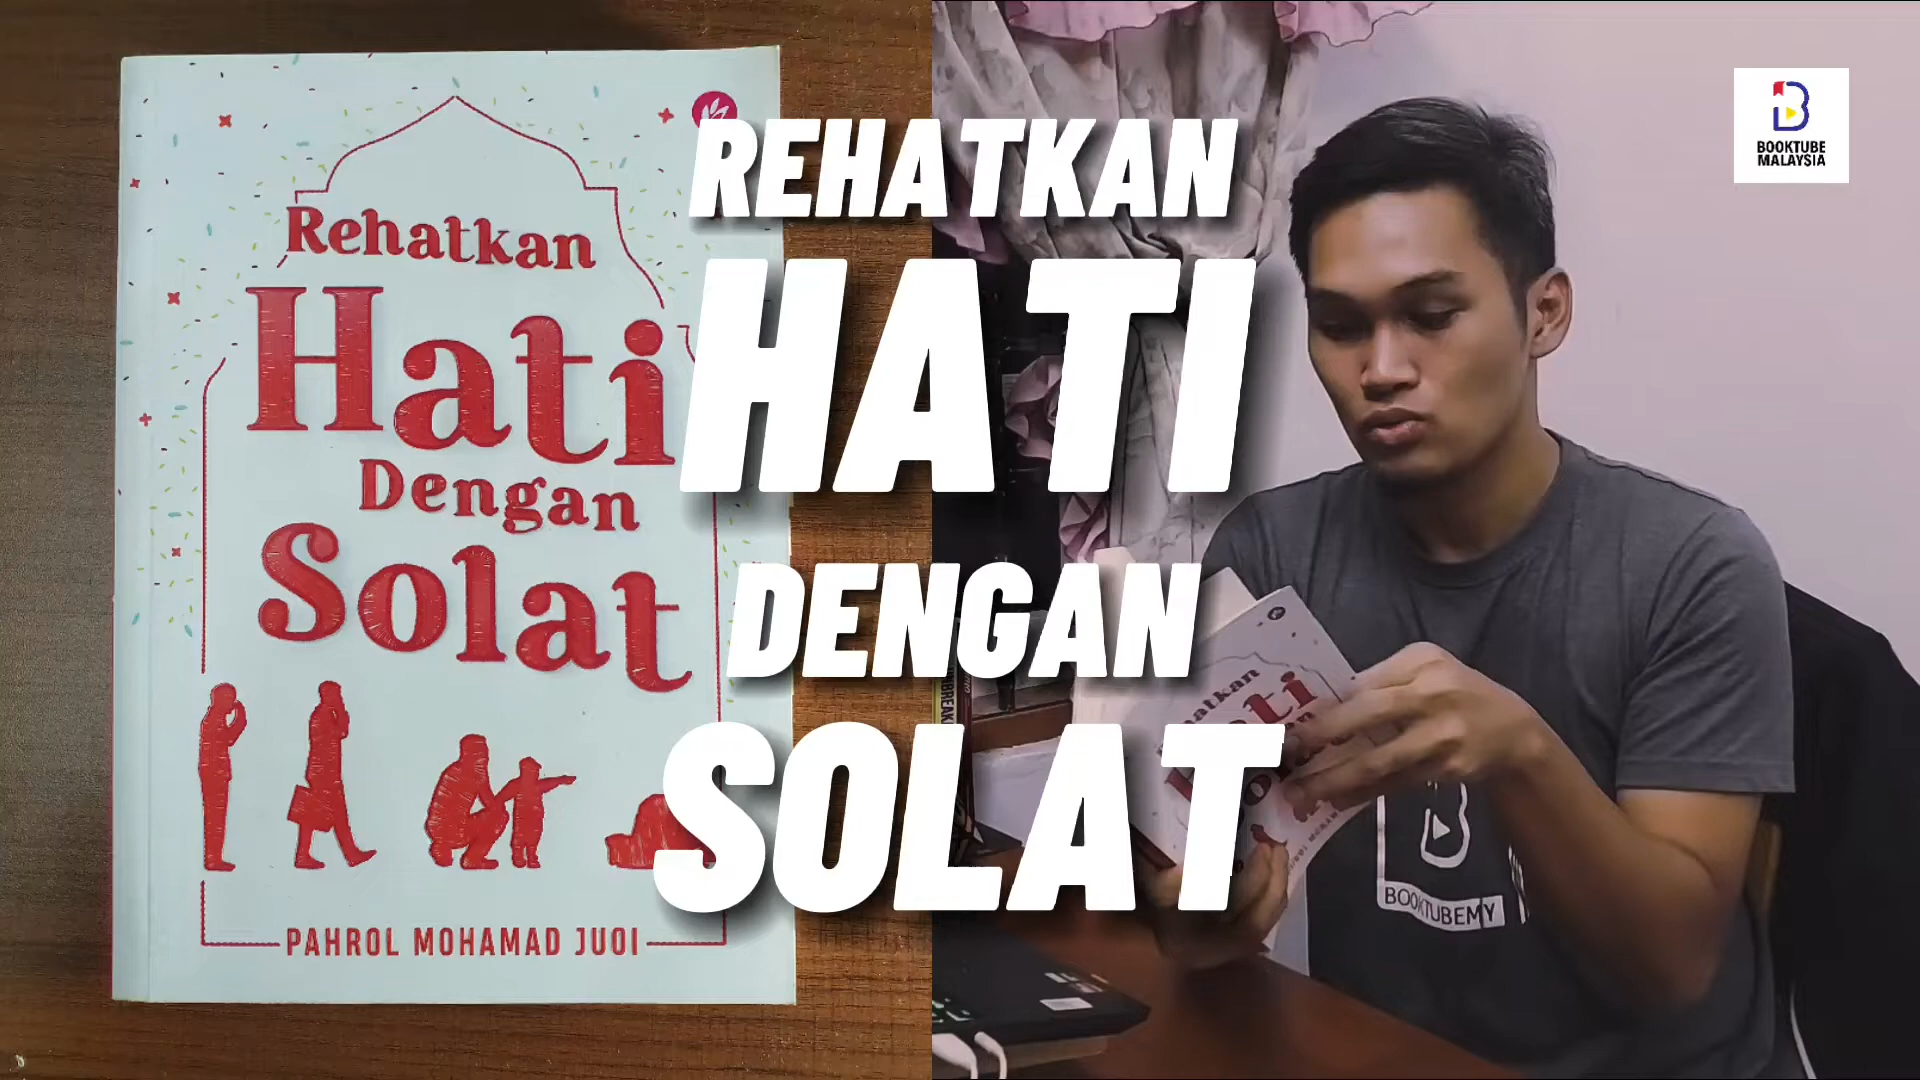 Rehatkan
Hati
Dengan
Solat
PAHROL MOHAMAD JUOI
REHATKAN
HATI
DENGAN
SOLAT
BOOKTUBE
MALAYSIA
BOOKTUBEMY